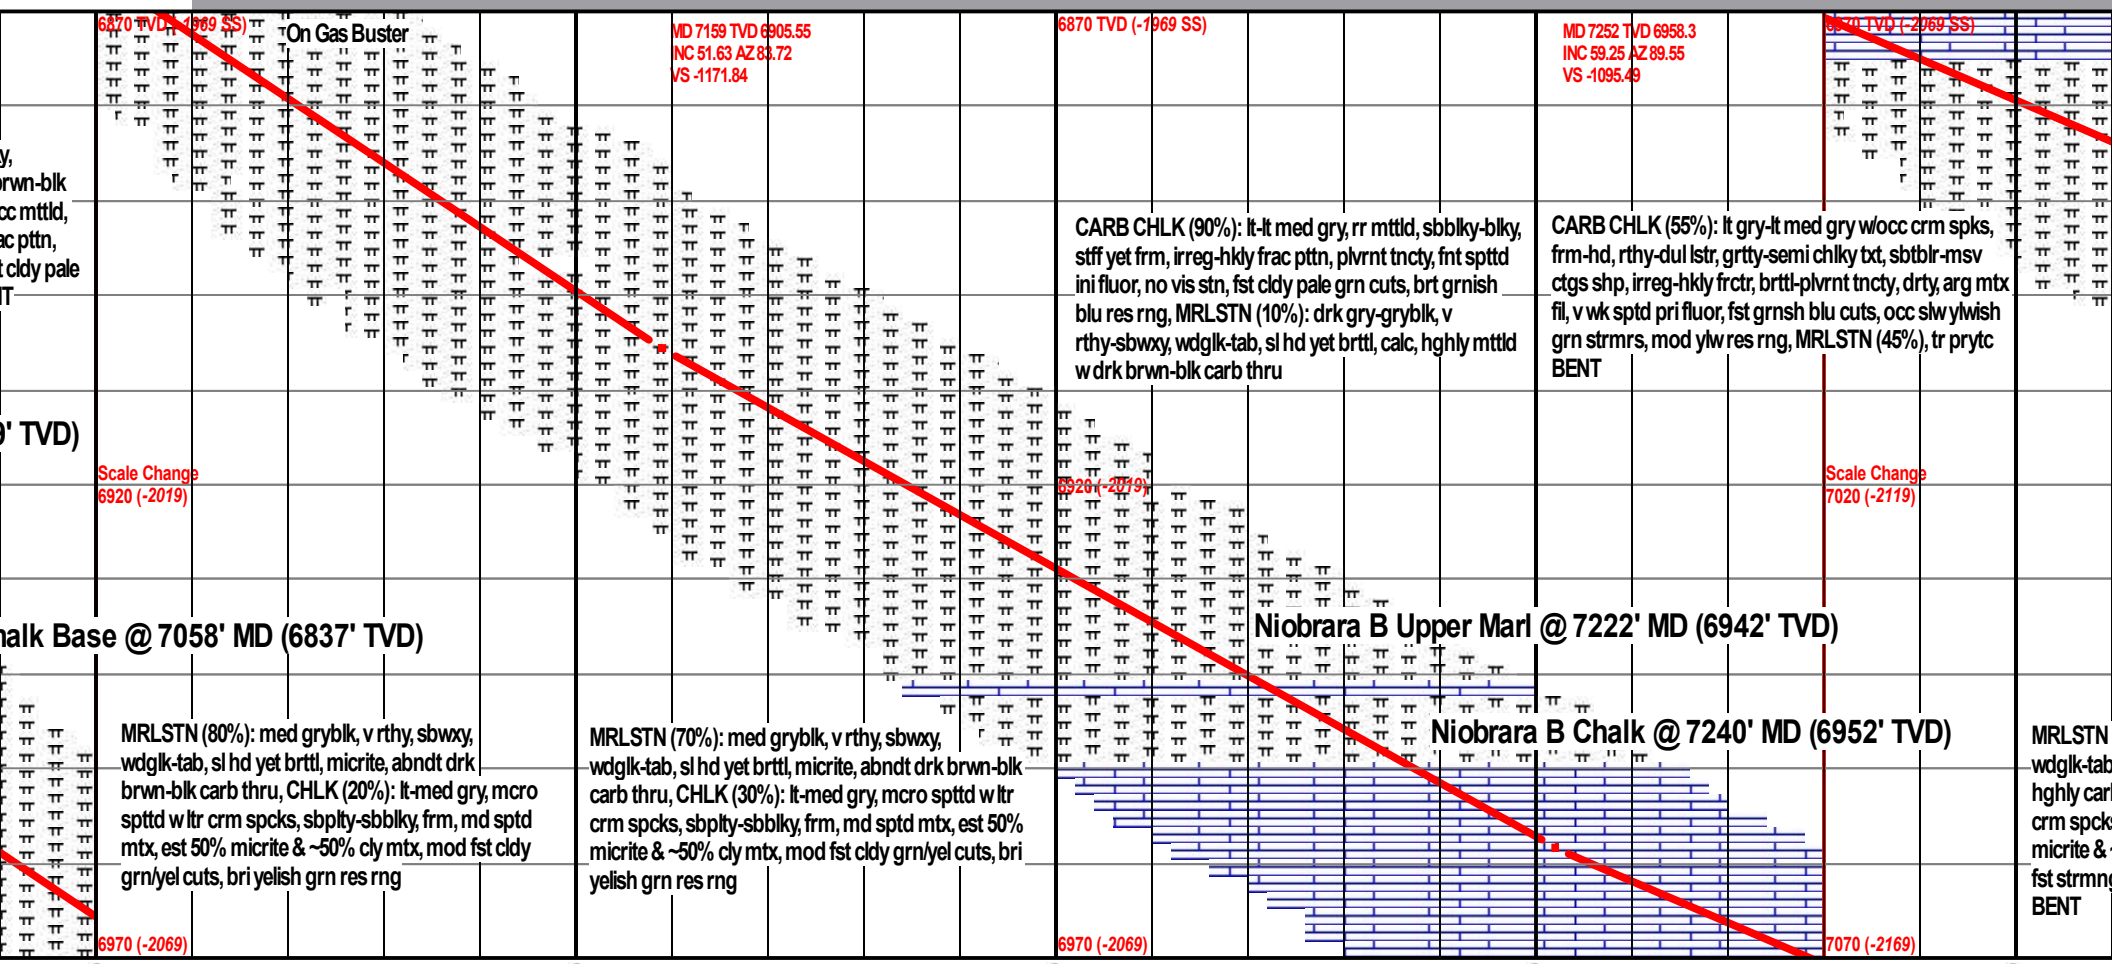 6870 TVD (-1969 SS)
On Gas Buster
MD 7159 TVD 6905.55
INC 51.63 AZ 83.72
VS -1171.84
6870 TVD (-1969 SS)
MD 7252 TVD 6958.3
INC 59.25 AZ 89.55
VS -1095.49
6970 TVD (-2069 SS)
y,
brwn-blk
cc mttld,
ac pttn,
t cldy pale
NT
9' TVD)
Scale Change
6920 (-2019)
CARB CHLK (90%): lt-lt med gry, rr mttld, sbblky-blky,
stff yet frm, irreg-hkly frac pttn, plvrnt tncty, fnt spttd
ini fluor, no vis stn, fst cldy pale grn cuts, brt grnish
blu res rng, MRLSTN (10%): drk gry-gryblk, v
rthy-sbwxy, wdglk-tab, sl hd yet brttl, calc, hghly mttld
w drk brwn-blk carb thru
6920 (-2019)
CARB CHLK (55%): lt gry-lt med gry w/occ crm spks,
frm-hd, rthy-dul lstr, grtty-semi chlky txt, sbtblr-msv
ctgs shp, irreg-hkly frctr, brttl-plvrnt tncty, drty, arg mtx
fil, v wk sptd pri fluor, fst grnsh blu cuts, occ slw ylwish
grn strmrs, mod ylw res rng, MRLSTN (45%), tr prytc
BENT
Scale Change
7020 (-2119)
halk Base @ 7058' MD (6837' TVD)
Niobrara B Upper Marl @ 7222' MD (6942' TVD)
Niobrara B Chalk @ 7240' MD (6952' TVD)
MRLSTN (80%): med gryblk, v rthy, sbwxy,
wdglk-tab, sl hd yet brttl, micrite, abndt drk
brwn-blk carb thru, CHLK (20%): lt-med gry, mcro
spttd w ltr crm spcks, sbplty-sbblky, frm, md sptd
mtx, est 50% micrite & ~50% cly mtx, mod fst cldy
grn/yel cuts, bri yelish grn res rng
MRLSTN (70%): med gryblk, v rthy, sbwxy,
wdglk-tab, sl hd yet brttl, micrite, abndt drk brwn-blk
carb thru, CHLK (30%): lt-med gry, mcro spttd w ltr
crm spcks, sbplty-sbblky, frm, md sptd mtx, est 50%
micrite & ~50% cly mtx, mod fst cldy grn/yel cuts, bri
yelish grn res rng
MRLSTN
wdglk-tab
hghly carb
crm spcks
micrite & ~
fst strmng
BENT
6970 (-2069)
6970 (-2069)
7070 (-2169)